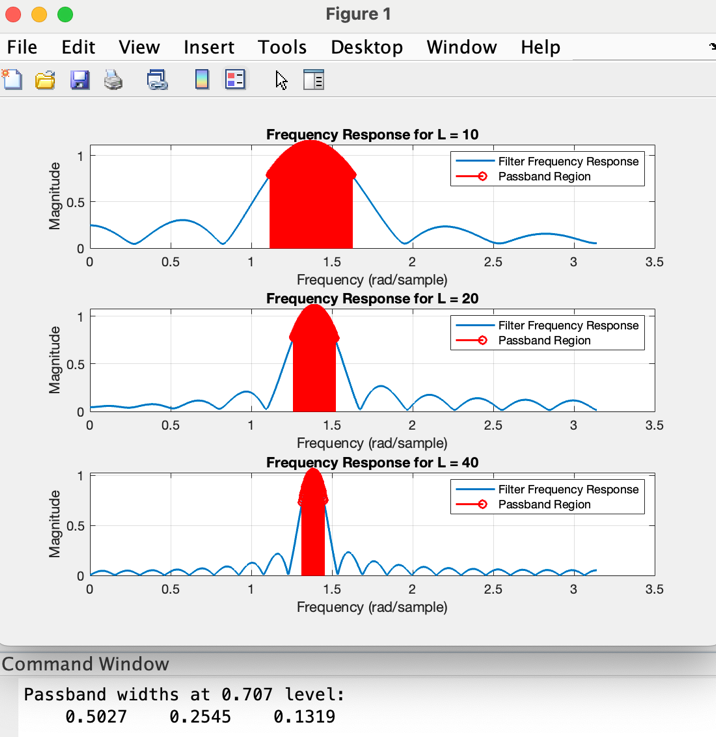 Figure 1
File Edit View Insert Tools Desktop Window Help
Frequency Response for L = 10
Filter Frequency Response
Passband Region
Magnitude
1
0.5
0
0 0.5 1 1.5 2 2.5 3 3.5
Frequency (rad/sample)
Frequency Response for L = 20
Filter Frequency Response
Passband Region
Magnitude
1
0.5
0
0 0.5 1 1.5 2 2.5 3 3.5
Frequency (rad/sample)
Frequency Response for L = 40
Filter Frequency Response
Passband Region
Magnitude
1
0.5
0
0 0.5 1 1.5 2 2.5 3 3.5
Frequency (rad/sample)
Command Window
Passband widths at 0.707 level:
0.5027 0.2545 0.1319